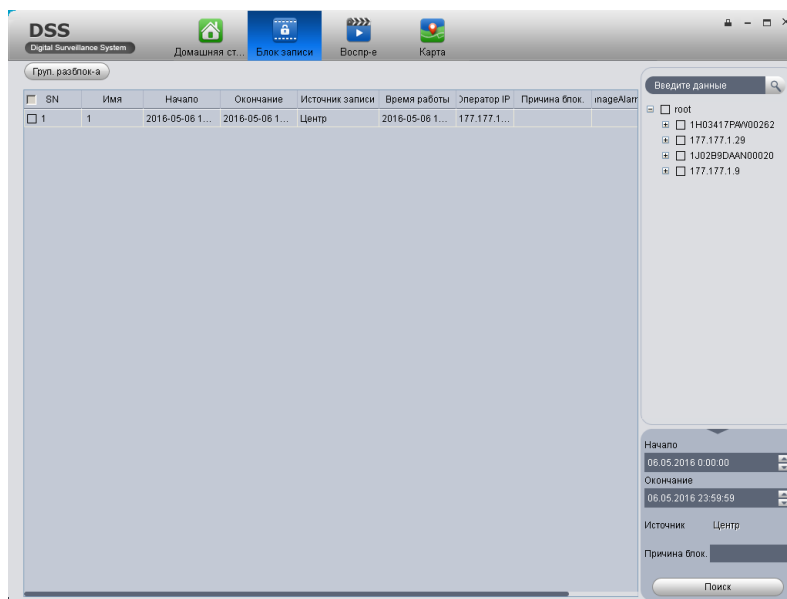 DSS
Digital Surveillance System
Домашняя ст... Блок записи Воспр-е Карта
Груп. разблок-а
SN Имя Начало Окончание Источник записи Время работы Оператор IP Причина блок. inageAlarm
1 1 2016-05-06 1... 2016-05-06 1... Центр 2016-05-06 1... 177.177.1...
Введите данные
root
1H03417PAW00262
177.177.1.29
1J02B9DAAN00020
177.177.1.9
Начало
06.05.2016 0:00:00
Окончание
06.05.2016 23:59:59
Источник Центр
Причина блок.
Поиск